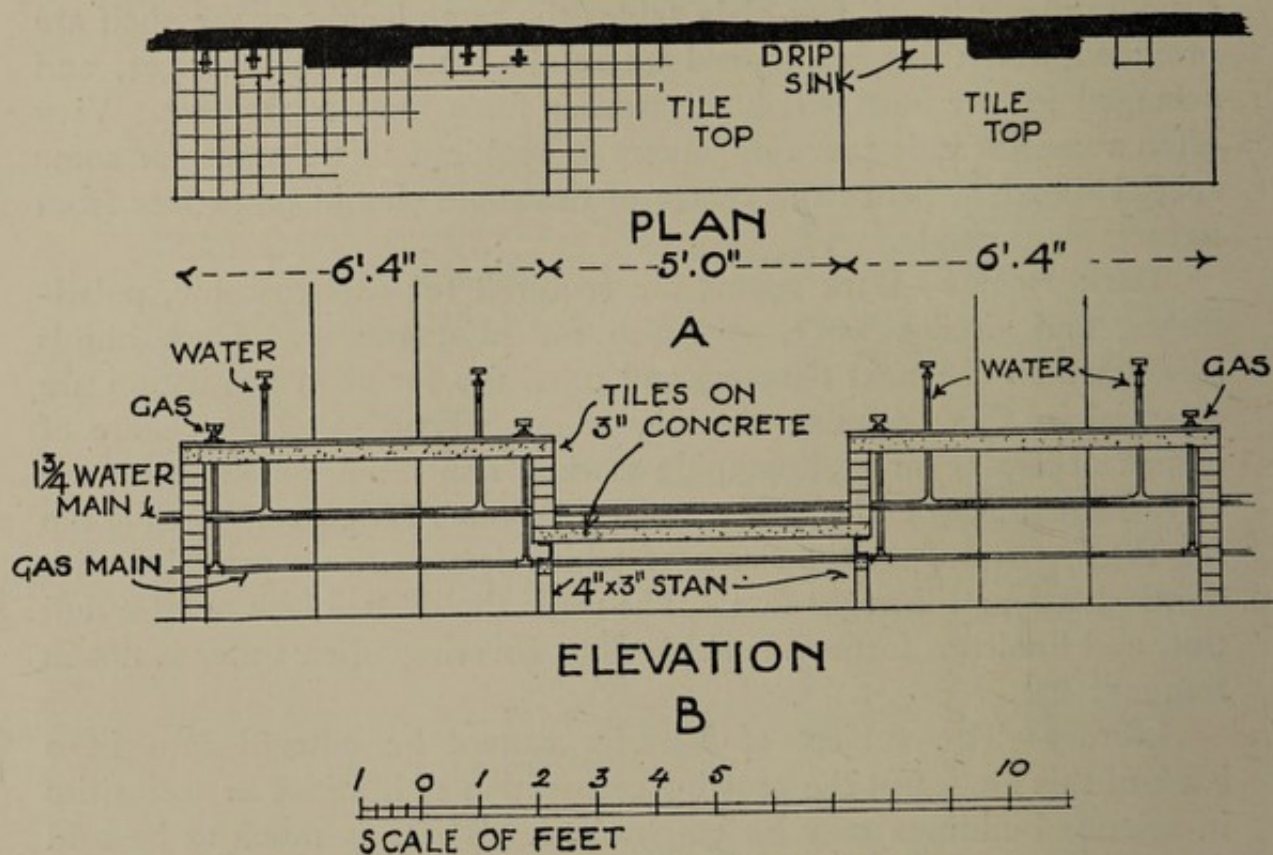 DRIP
SINK
TILE
TOP
TILE
TOP
PLAN
6'.4" 5'.0" 6'.4"
A
WATER
GAS
TILES ON
3" CONCRETE
WATER
GAS
1¾ WATER
MAIN
GAS MAIN
4"x3" STAN
ELEVATION
B
1 0 1 2 3 4 5 10
SCALE OF FEET